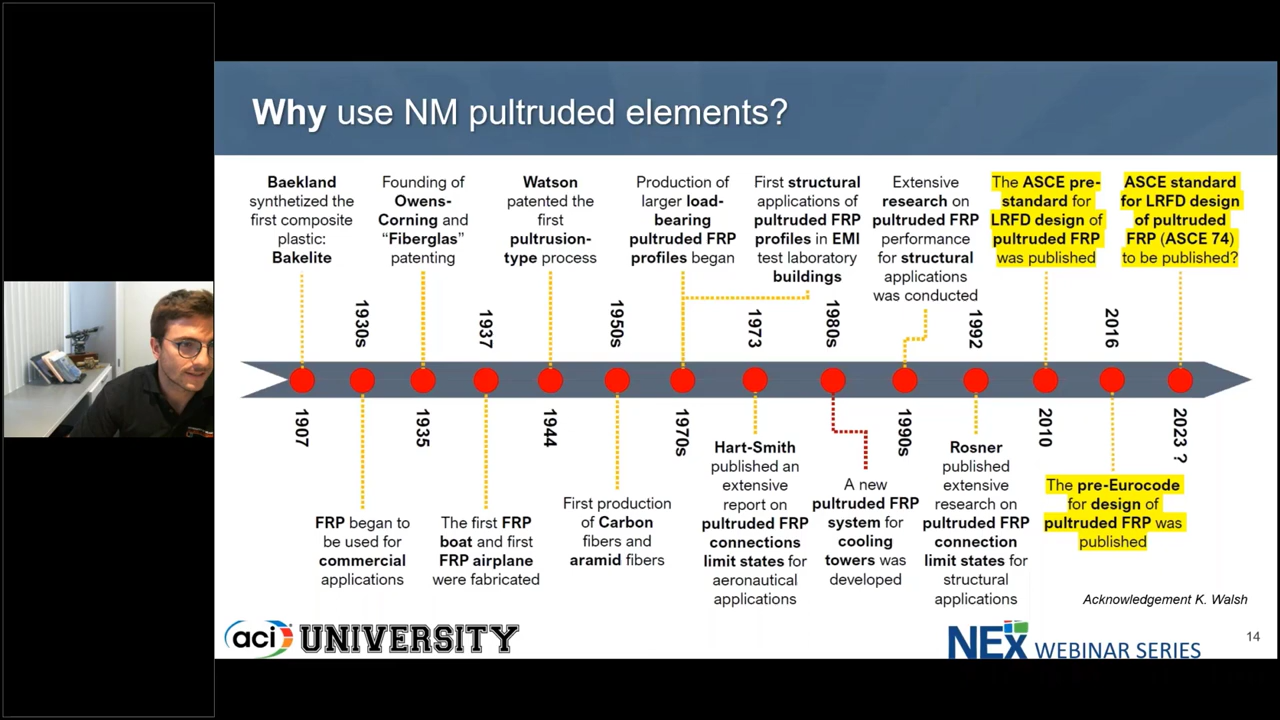 Why use NM pultruded elements?
Baekland
synthetized the
first composite
plastic:
Bakelite
Founding of
Owens-
Corning and
“Fiberglas”
patenting
Watson
patented the
first
pultrusion-
type process
Production of
larger load-
bearing
pultruded FRP
profiles began
First structural
applications of
pultruded FRP
profiles in EMI
test laboratory
buildings
Extensive
research on
pultruded FRP
performance
for structural
applications
was conducted
The ASCE pre-
standard for
LRFD design of
pultruded FRP
was published
ASCE standard
for LRFD design
of pultruded
FRP (ASCE 74)
to be published?
1930s
1937
1950s
1973
1980s
1992
2016
1907
1935
1944
1970s
1990s
2010
2023 ?
FRP began to
be used for
commercial
applications
The first FRP
boat and first
FRP airplane
were fabricated
First production
of Carbon
fibers and
aramid fibers
Hart-Smith
published an
extensive
report on
pultruded FRP
connections
limit states for
aeronautical
applications
A new
pultruded FRP
system for
cooling
towers was
developed
Rosner
published
extensive
research on
pultruded FRP
connection
limit states for
structural
applications
The pre-Eurocode
for design of
pultruded FRP was
published
Acknowledgement K. Walsh
aci UNIVERSITY
NEx WEBINAR SERIES
14